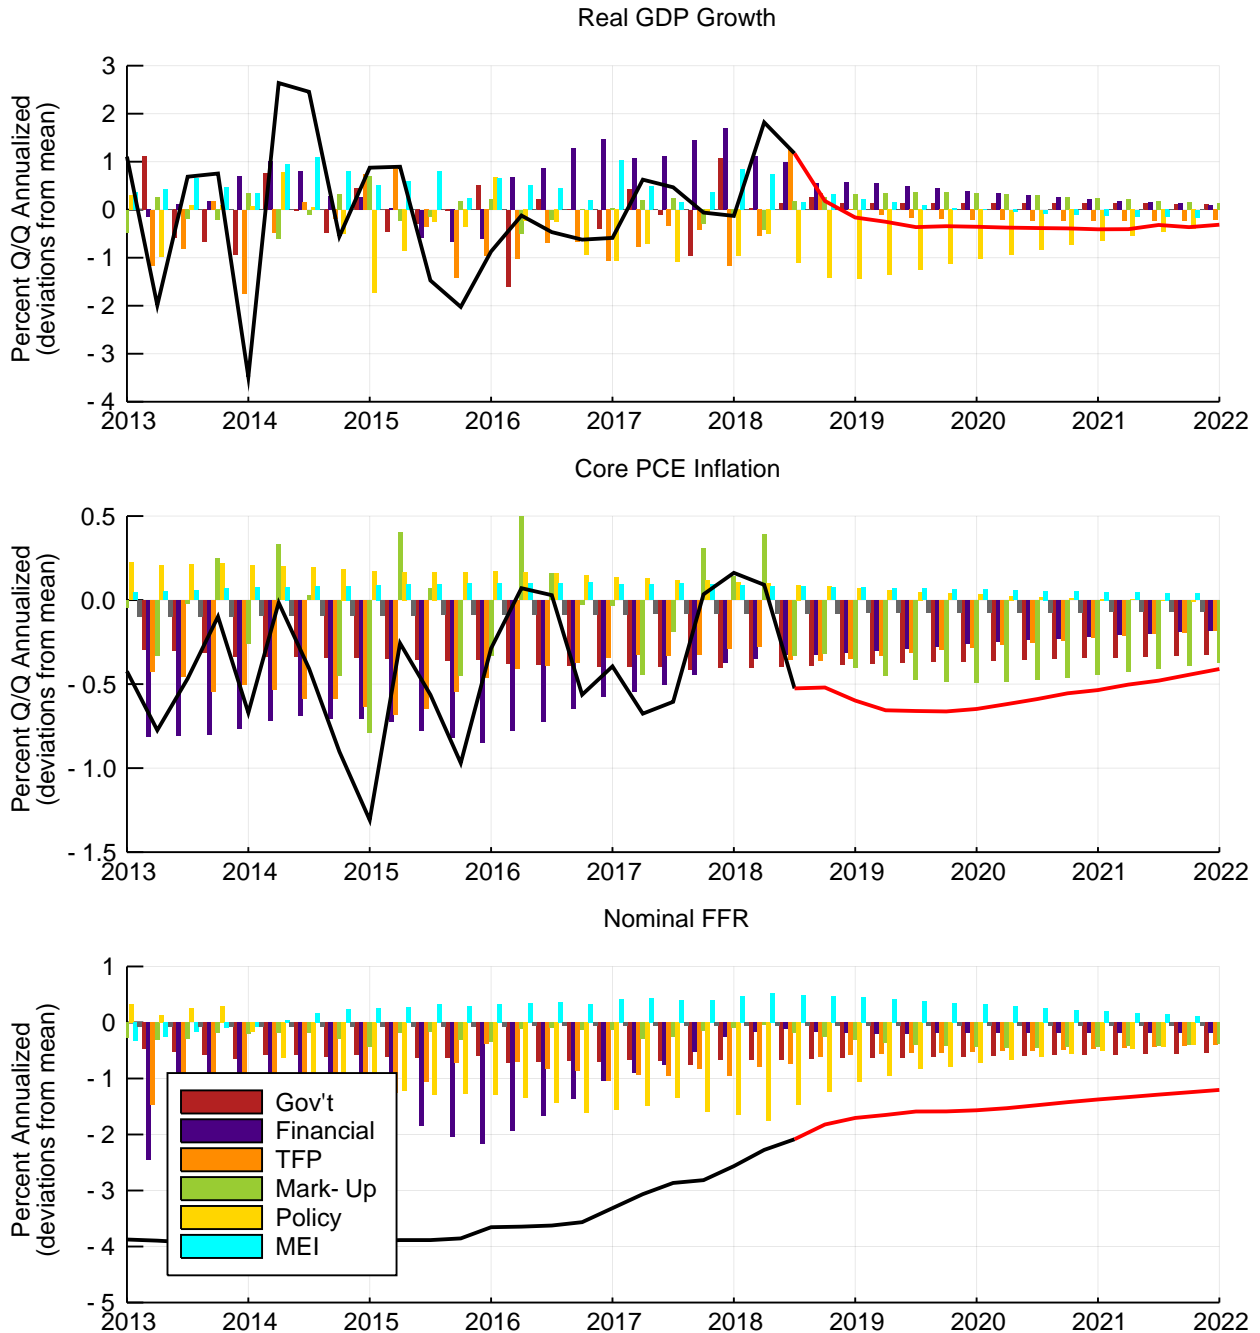 Real GDP Growth
Percent Q/Q Annualized
(deviations from mean)
3
2
1
0
- 1
- 2
- 3
- 4
2013 2014 2015 2016 2017 2018 2019 2020 2021 2022
Core PCE Inflation
Percent Q/Q Annualized
(deviations from mean)
0.5
0.0
- 0.5
- 1.0
- 1.5
2013 2014 2015 2016 2017 2018 2019 2020 2021 2022
Nominal FFR
Percent Annualized
(deviations from mean)
1
0
- 1
- 2
- 3
- 4
- 5
Gov't
Financial
TFP
Mark- Up
Policy
MEI
2013 2014 2015 2016 2017 2018 2019 2020 2021 2022